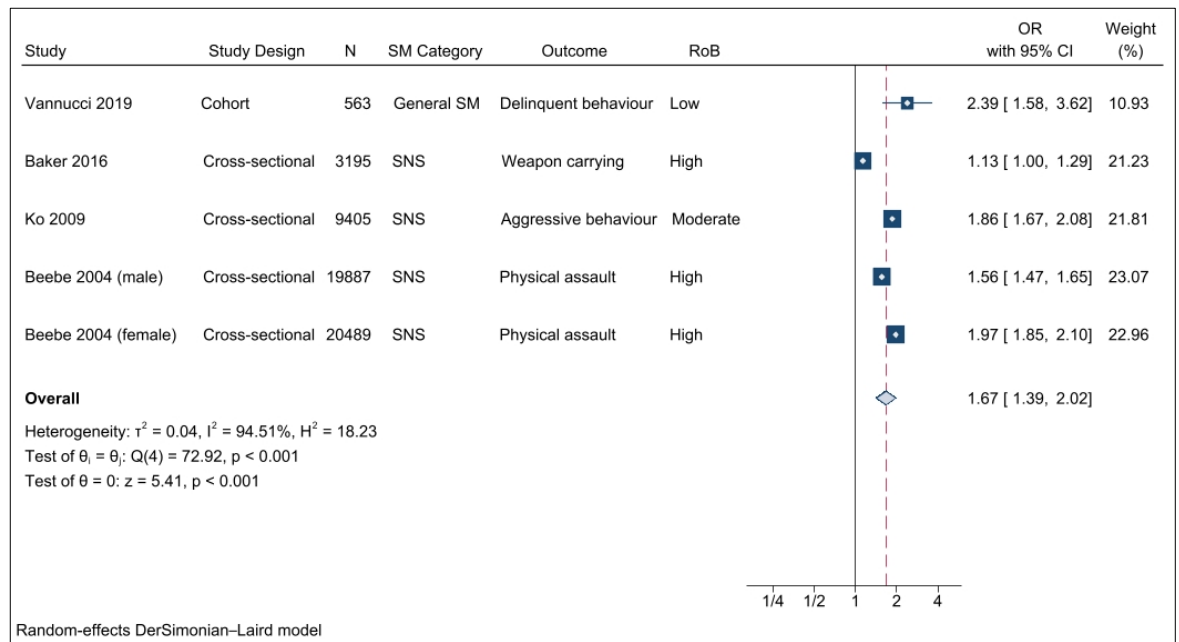 Study Study Design N SM Category Outcome RoB OR with 95% CI Weight (%)
Vannucci 2019 Cohort 563 General SM Delinquent behaviour Low 2.39 [ 1.58, 3.62] 10.93
Baker 2016 Cross-sectional 3195 SNS Weapon carrying High 1.13 [ 1.00, 1.29] 21.23
Ko 2009 Cross-sectional 9405 SNS Aggressive behaviour Moderate 1.86 [ 1.67, 2.08] 21.81
Beebe 2004 (male) Cross-sectional 19887 SNS Physical assault High 1.56 [ 1.47, 1.65] 23.07
Beebe 2004 (female) Cross-sectional 20489 SNS Physical assault High 1.97 [ 1.85, 2.10] 22.96
Overall 1.67 [ 1.39, 2.02]
Heterogeneity: τ² = 0.04, I² = 94.51%, H² = 18.23
Test of θᵢ = θⱼ: Q(4) = 72.92, p < 0.001
Test of θ = 0: z = 5.41, p < 0.001
1/4 1/2 1 2 4
Random-effects DerSimonian–Laird model